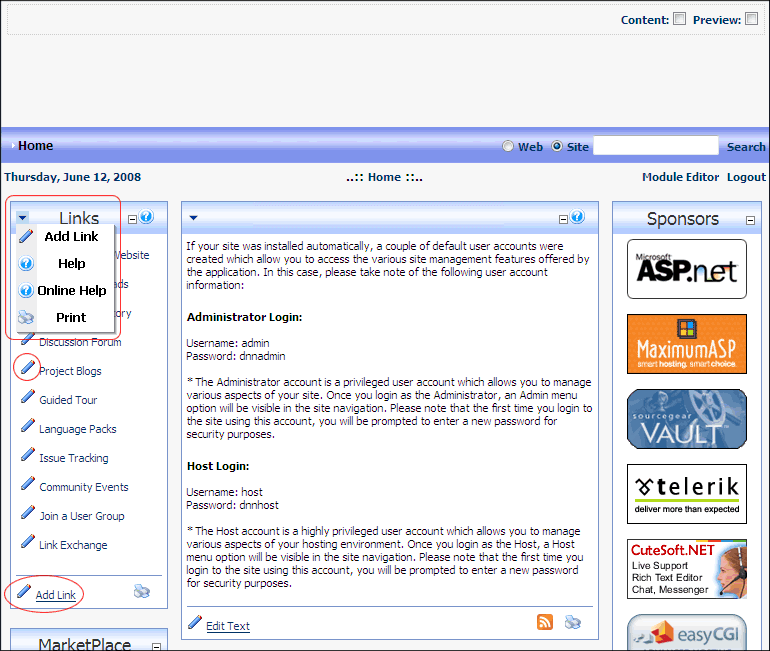 Content: Preview:
Home
Web Site Search
Thursday, June 12, 2008
..:: Home ::..
Module Editor Logout
Links
Add Link
Help
Online Help
Print
Website
ds
ory
Discussion Forum
Project Blogs
Guided Tour
Language Packs
Issue Tracking
Community Events
Join a User Group
Link Exchange
Add Link
MarketPlace
If your site was installed automatically, a couple of default user accounts were
created which allow you to access the various site management features offered by
the application. In this case, please take note of the following user account
information:
Administrator Login:
Username: admin
Password: dnnadmin
* The Administrator account is a privileged user account which allows you to manage
various aspects of your site. Once you login as the Administrator, an Admin menu
option will be visible in the site navigation. Please note that the first time you login to
the site using this account, you will be prompted to enter a new password for
security purposes.
Host Login:
Username: host
Password: dnnhost
* The Host account is a highly privileged user account which allows you to manage
various aspects of your hosting environment. Once you login as the Host, a Host
menu option will be visible in the site navigation. Please note that the first time you
login to the site using this account, you will be prompted to enter a new password
for security purposes.
Edit Text
Sponsors
Microsoft
ASP.net
MaximumASP
smart hosting. smart choice.
sourcegear
VAULT
telerik
deliver more than expected
CuteSoft.NET
Live Support
Rich Text Editor
Chat, Messenger
easyCGI